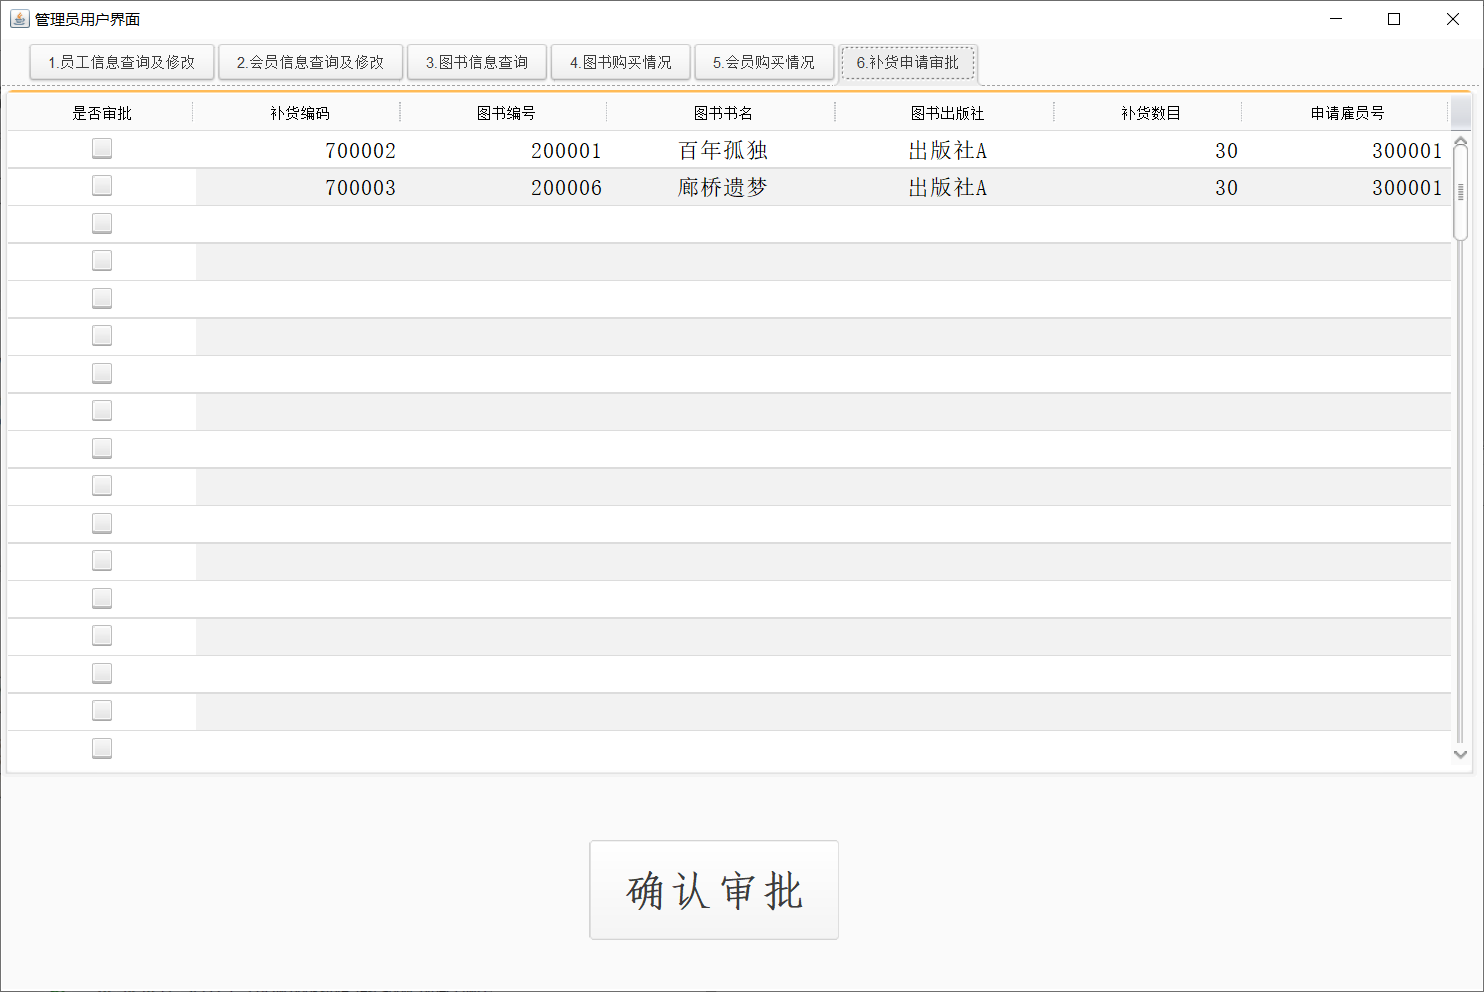 管理员用户界面
1.员工信息查询及修改 2.会员信息查询及修改 3.图书信息查询 4.图书购买情况 5.会员购买情况 6.补货申请审批
是否审批 补货编码 图书编号 图书书名 图书出版社 补货数目 申请雇员号
700002 200001 百年孤独 出版社A 30 300001
700003 200006 廊桥遗梦 出版社A 30 300001
确认审批